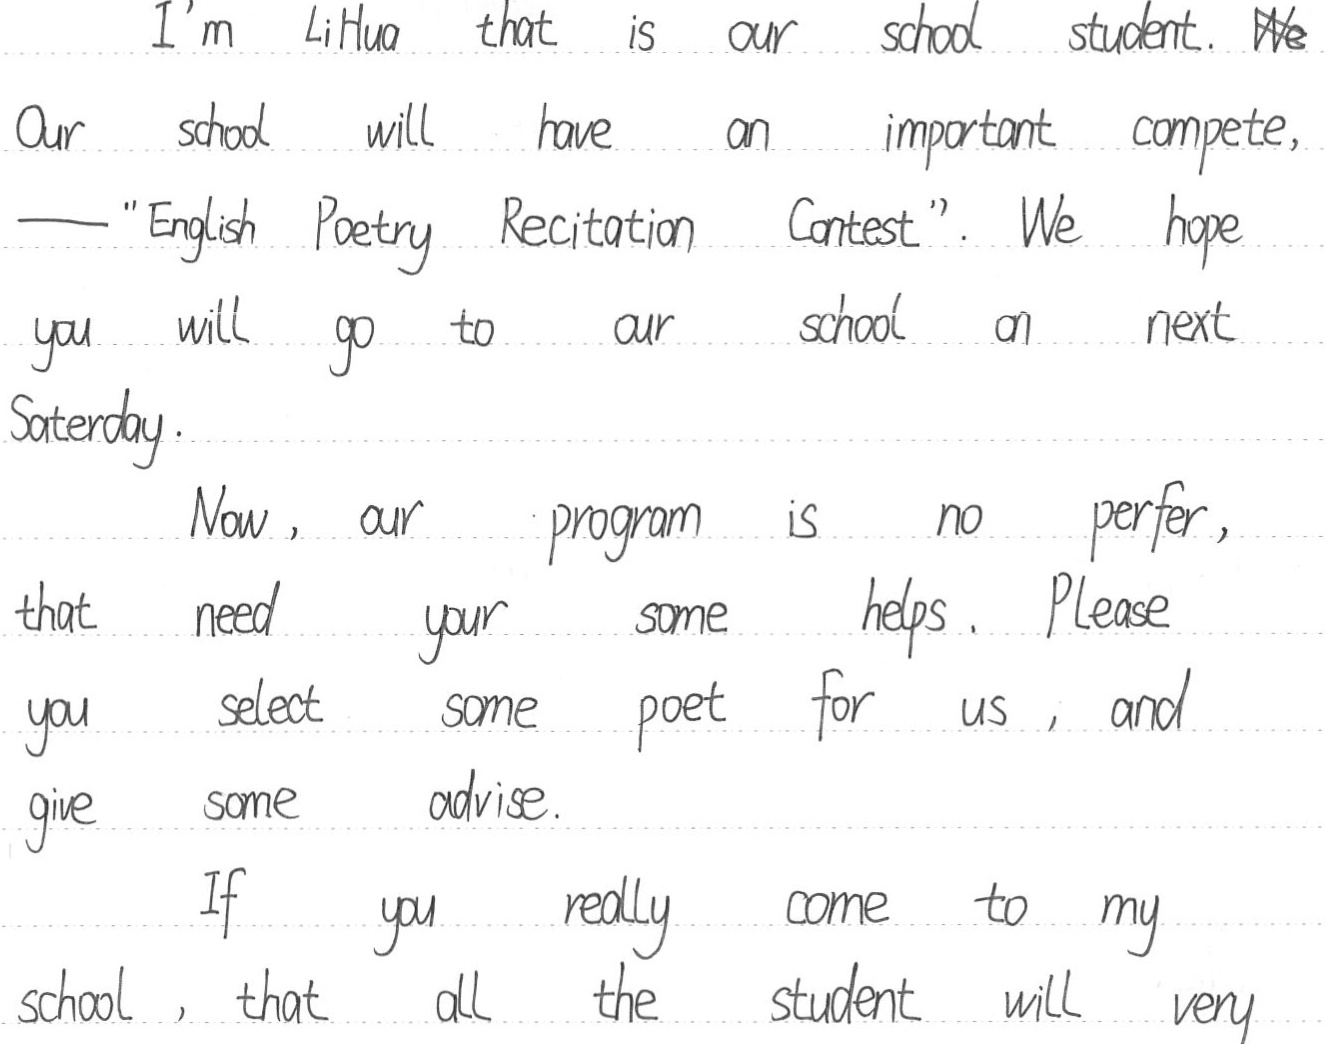 I'm LiHua that is our school student. We
Our school will have an important compete,
—"English Poetry Recitation Contest". We hope
you will go to our school on next
Saterday.
Now, our program is no perfer,
that need your some helps. Please
you select some poet for us, and
give some advise.
If you really come to my
school, that all the student will very